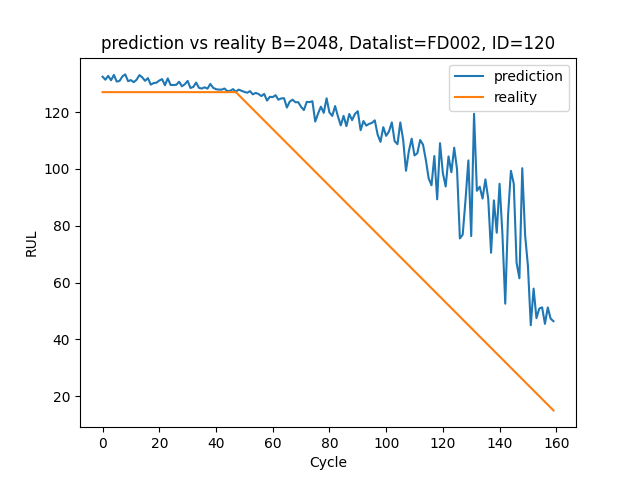 prediction vs reality B=2048, Datalist=FD002, ID=120
prediction
reality
RUL
120
100
80
60
40
20
0 20 40 60 80 100 120 140 160
Cycle